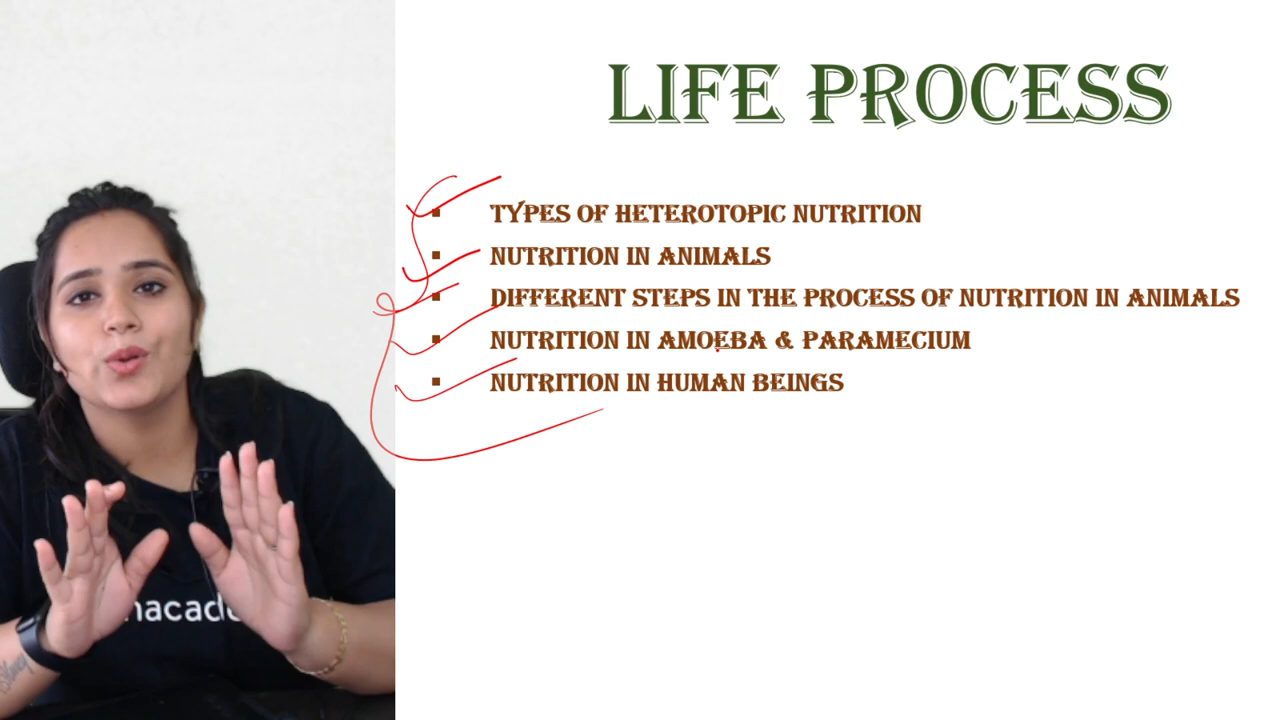 LIFE PROCESS
TYPES OF HETEROTOPIC NUTRITION
NUTRITION IN ANIMALS
DIFFERENT STEPS IN THE PROCESS OF NUTRITION IN ANIMALS
NUTRITION IN AMOEBA & PARAMECIUM
NUTRITION IN HUMAN BEINGS
nacade